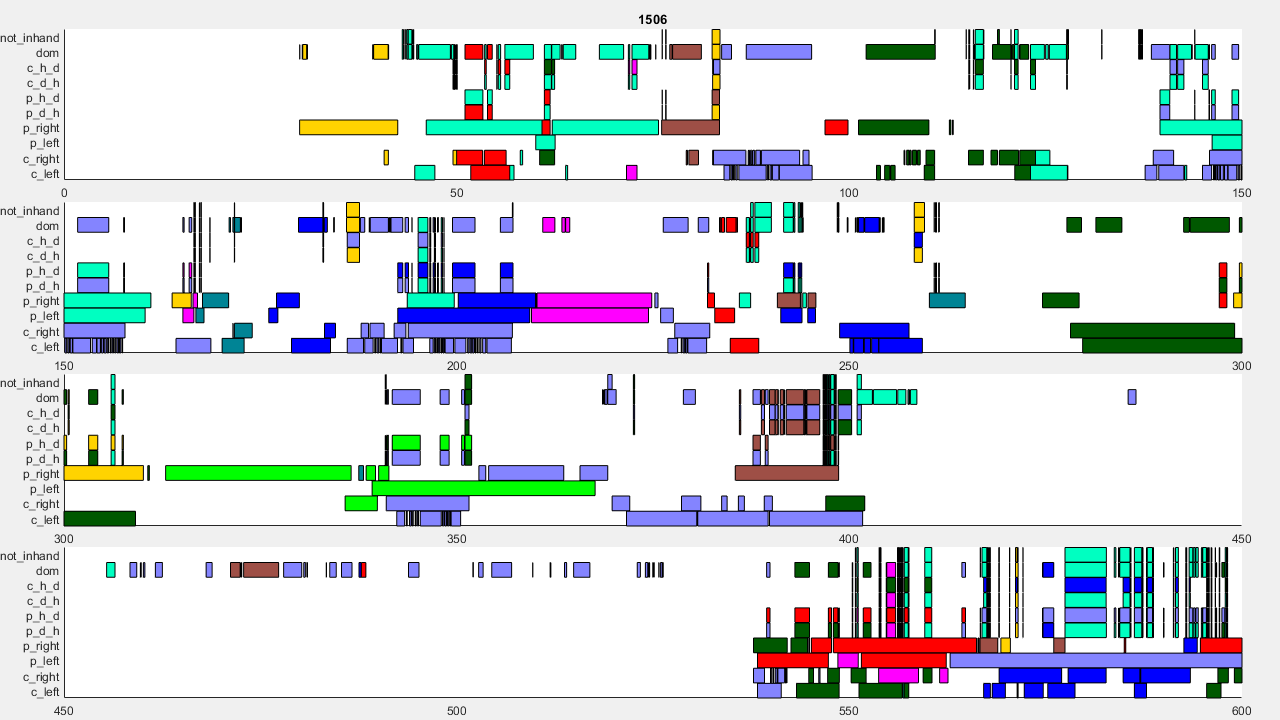 1506
not_inhand
dom
c_h_d
c_d_h
p_h_d
p_d_h
p_right
p_left
c_right
c_left
0 50 100 150
not_inhand
dom
c_h_d
c_d_h
p_h_d
p_d_h
p_right
p_left
c_right
c_left
150 200 250 300
not_inhand
dom
c_h_d
c_d_h
p_h_d
p_d_h
p_right
p_left
c_right
c_left
300 350 400 450
not_inhand
dom
c_h_d
c_d_h
p_h_d
p_d_h
p_right
p_left
c_right
c_left
450 500 550 600